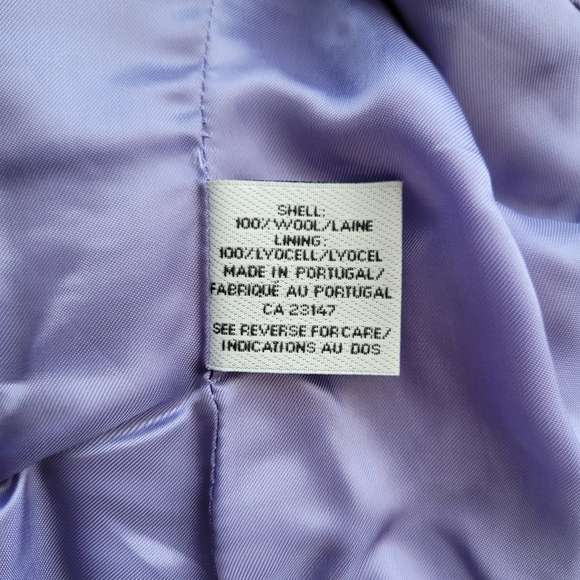 SHELL:
100% WOOL/LAINE
LINING:
100% LYOCELL/LYOCEL
MADE IN PORTUGAL/
FABRIQUÉ AU PORTUGAL
CA 23147
SEE REVERSE FOR CARE/
INDICATIONS AU DOS